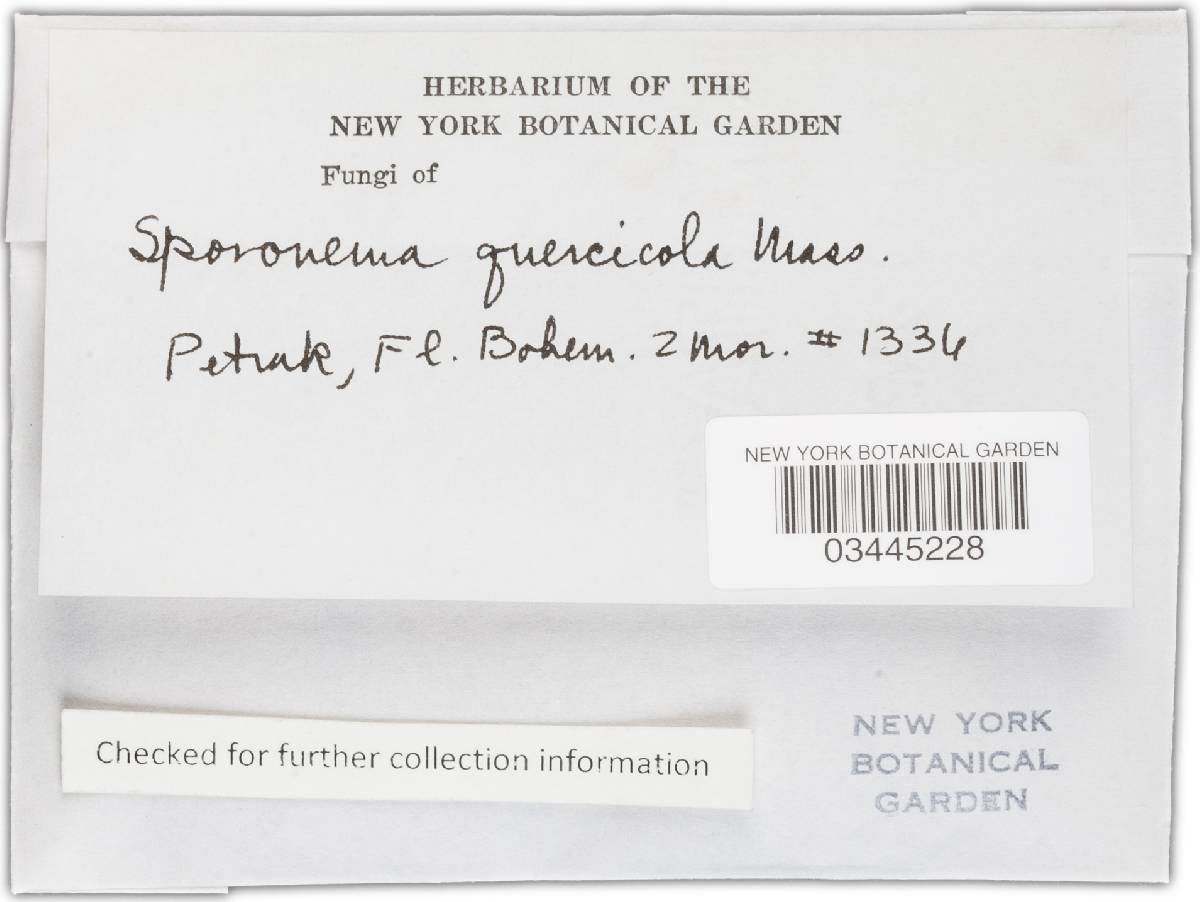 HERBARIUM OF THE
NEW YORK BOTANICAL GARDEN
Fungi of
Sporonema quercicola Mass.
Petrak, Fl. Bohem. 2 Mor. # 1336
NEW YORK BOTANICAL GARDEN
03445228
Checked for further collection information
NEW YORK
BOTANICAL
GARDEN